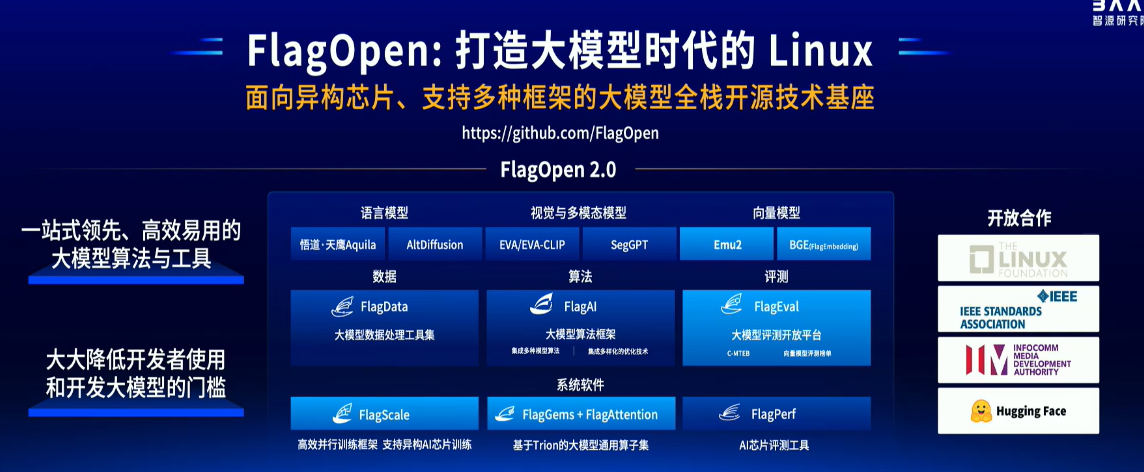 BAAI
智源研究院
FlagOpen: 打造大模型时代的 Linux
面向异构芯片、支持多种框架的大模型全栈开源技术基座
https://github.com/FlagOpen
FlagOpen 2.0
一站式领先、高效易用的
大模型算法与工具
大大降低开发者使用
和开发大模型的门槛
语言模型 视觉与多模态模型 向量模型
悟道·天鹰Aquila AltDiffusion EVA/EVA-CLIP SegGPT Emu2 BGE(FlagEmbedding)
数据 算法 评测
FlagData FlagAI FlagEval
大模型数据处理工具集 大模型算法框架 大模型评测开放平台
集成多种模型算法 集成多样化的优化技术 C-MTEB 向量模型评测榜单
系统软件
FlagScale FlagGems + FlagAttention FlagPerf
高效并行训练框架 支持异构AI芯片训练 基于Trion的大模型通用算子集 AI芯片评测工具
开放合作
THE
LINUX
FOUNDATION
IEEE
IEEE STANDARDS
ASSOCIATION
INFOCOMM
MEDIA
DEVELOPMENT
AUTHORITY
Hugging Face